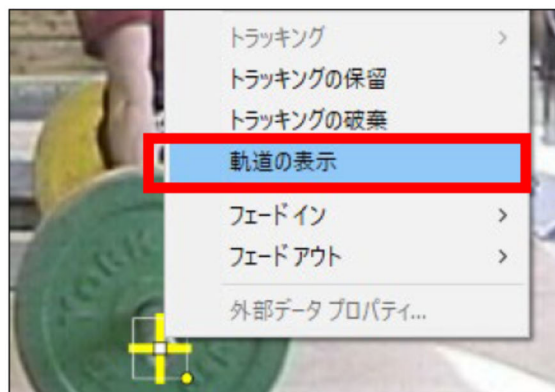 トラッキング
トラッキングの保留
トラッキングの破棄
軌道の表示
フェードイン
フェードアウト
外部データ プロパティ...
YORK